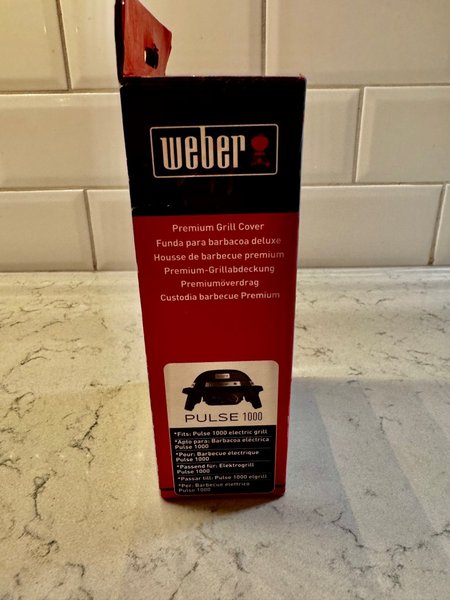 weber
Premium Grill Cover
Funda para barbacoa deluxe
Housse de barbecue premium
Premium-Grillabdeckung
Premiumöverdrag
Custodia barbecue Premium
PULSE 1000
*Fits: Pulse 1000 electric grill
*Aplio para: Barbacoa eléctrica
Pulse 1000
*Pour: Barbecue électrique
Pulse 1000
*Passend für: Elektrogrill
Pulse 1000
*Passar till: Pulse 1000 elgrill
*Per: Barbecue elettrico
Pulse 1000